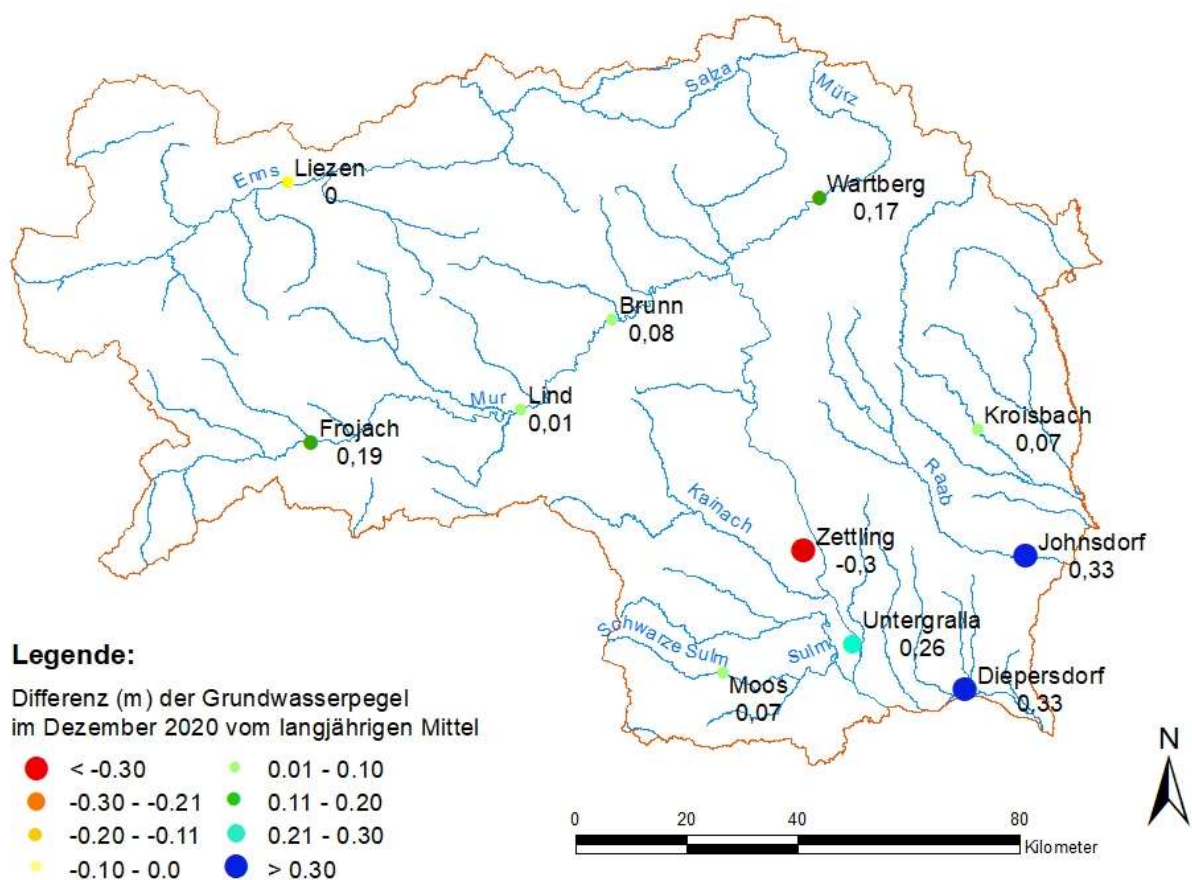 Salza
Mürz
Enns
Liezen
0
Wartberg
0,17
Brunn
0,08
Mur
Lind
0,01
Frojach
0,19
Kroisbach
0,07
Raab
Kainach
Zettling
-0,3
Johnsdorf
0,33
Untergralla
0,26
Schwarze Sulm
Sulm
Moos
0,07
Diepersdorf
0,33
Legende:
Differenz (m) der Grundwasserpegel
im Dezember 2020 vom langjährigen Mittel
< -0.30
-0.30 - -0.21
-0.20 - -0.11
-0.10 - 0.0
0.01 - 0.10
0.11 - 0.20
0.21 - 0.30
> 0.30
0 20 40 80
Kilometer
N